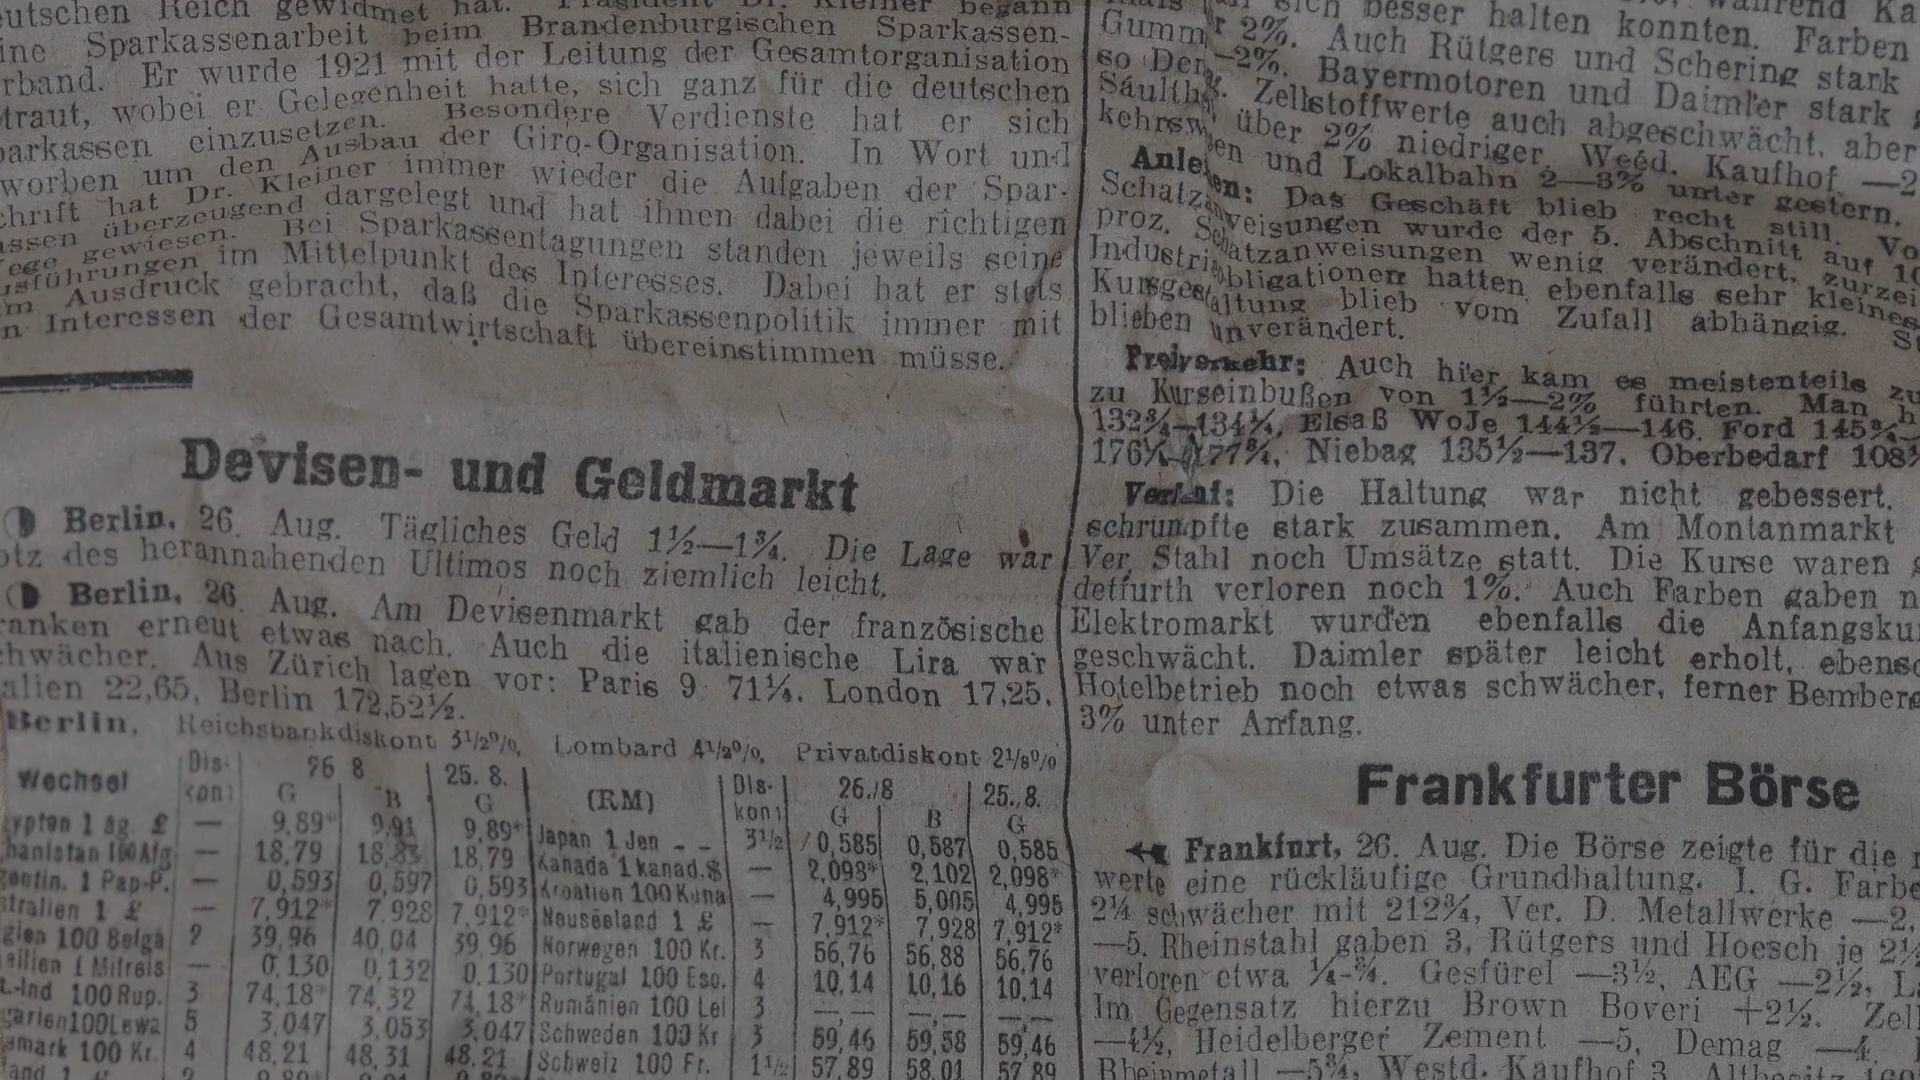 eutschen Reich gewidmet hat. Präsident Dr. Kleiner begann
ine Sparkassenarbeit beim Brandenburgischen Sparkassen-
rband. Er wurde 1921 mit der Leitung der Gesamtorganisation
traut, wobei er Gelegenheit hatte, sich ganz für die deutschen
parkassen einzusetzen. Besondere Verdienste hat er sich
worben um den Ausbau der Giro-Organisation. In Wort und
chrift hat Dr. Kleiner immer wieder die Aufgaben der Spar-
assen überzeugend dargelegt und hat ihnen dabei die richtigen
ege gewiesen. Bei Sparkassentagungen standen jeweils seine
usführungen im Mittelpunkt des Interesses. Dabei hat er stets
m Ausdruck gebracht, daß die Sparkassenpolitik immer mit
n Interessen der Gesamtwirtschaft übereinstimmen müsse.
Devisen- und Geldmarkt
Berlin, 26. Aug. Tägliches Geld 1½—1¾. Die Lage war
otz des herannahenden Ultimos noch ziemlich leicht.
Berlin, 26. Aug. Am Devisenmarkt gab der französische
ranken erneut etwas nach. Auch die italienische Lira war
chwächer. Aus Zürich lagen vor: Paris 9 71¼. London 17,25,
alien 22,65, Berlin 172,52½.
Berlin. Reichsbankdiskont 3½%, Lombard 4½%, Privatdiskont 2⅛%
Wechsel Dis-kont 26 8 G B 25. 8. G
ypten 1 äg. £ — 9,89* 9,91 9,89*
hanistan 100 Afg — 18,79 18,83 18,79
gentin. 1 Pap-P. — 0,593 0,597 0,593
stralien 1 £ — 7,912* 7,928 7,912*
gien 100 Belga 2 39,96 40,04 39,96
silien 1 Milreis — 0,130 0,132 0,130
t.-Ind 100 Rup. 3 74,18* 74,32 74,18*
garien 100 Lewa 5 3,047 3,053 3,047
emark 100 Kr. 4 48,21 48,31 48,21
(RM) Dis-kont 26./8 G B 25., 8. G
Japan 1 Jen - - 3½ 0,585 0,587 0,585
Kanada 1 kanad. $ — 2,098* 2,102 2,098*
Kroatien 100 Kuna 4,995 5,005 4,995
Neuseeland 1 £ — 7,912* 7,928 7,912*
Norwegen 100 Kr. 3 56,76 56,88 56,76
Portugal 100 Esc. 4 10,14 10,16 10,14
Rumänien 100 Lei 3 —,— —,— —,—
Schweden 100 Kr 3 59,46 59,58 59,46
Schweiz 100 Fr. 1½ 57,89 58,01 57,89
sich besser halten konnten. Farben
Gumm r 2%. Auch Rütgers und Schering stark
so Dem —2%. Bayermotoren und Daimler stark
Säulth . Zellstoffwerte auch abgeschwächt, aber
kehrsw über 2% niedriger. Westd. Kaufhof —2
en und Lokalbahn 2—3% unter gestern.
Anleihen: Das Geschäft blieb recht still. Vo
Schatzanweisungen wurde der 5. Abschnitt auf 10
proz. Schatzanweisungen wenig verändert, zurzei
Industrieobligationen hatten ebenfalls sehr kleines
Kursgestaltung blieb vom Zufall abhängig. St
blieben unverändert.
Freiverkehr: Auch hier kam es meistenteils zu
zu Kurseinbußen von 1½—2% führten. Man h
132¾—134¼, Elsaß WoJe 144½—146. Ford 145¾—
176¼—177¾, Niebag 135½—137. Oberbedarf 108
Verlauf: Die Haltung war nicht gebessert.
schrumpfte stark zusammen. Am Montanmarkt
Ver. Stahl noch Umsätze statt. Die Kurse waren g
detfurth verloren noch 1%. Auch Farben gaben n
Elektromarkt wurden ebenfalls die Anfangsku
geschwächt. Daimler später leicht erholt, ebenso
Hotelbetrieb noch etwas schwächer, ferner Bemberg
3% unter Anfang.
Frankfurter Börse
Frankfurt, 26. Aug. Die Börse zeigte für die
werte eine rückläufige Grundhaltung. I. G. Farbe
2¼ schwächer mit 212¾, Ver. D. Metallwerke —2,
—5. Rheinstahl gaben 3, Rütgers und Hoesch je 2½
verloren etwa ¼-¾. Gesfürel —3½, AEG —2½, L
Im Gegensatz hierzu Brown Boveri +2½. Zell
—4½, Heidelberger Zement —5, Demag —4,
Rheinmetall —5¾, Westd. Kaufhof 3